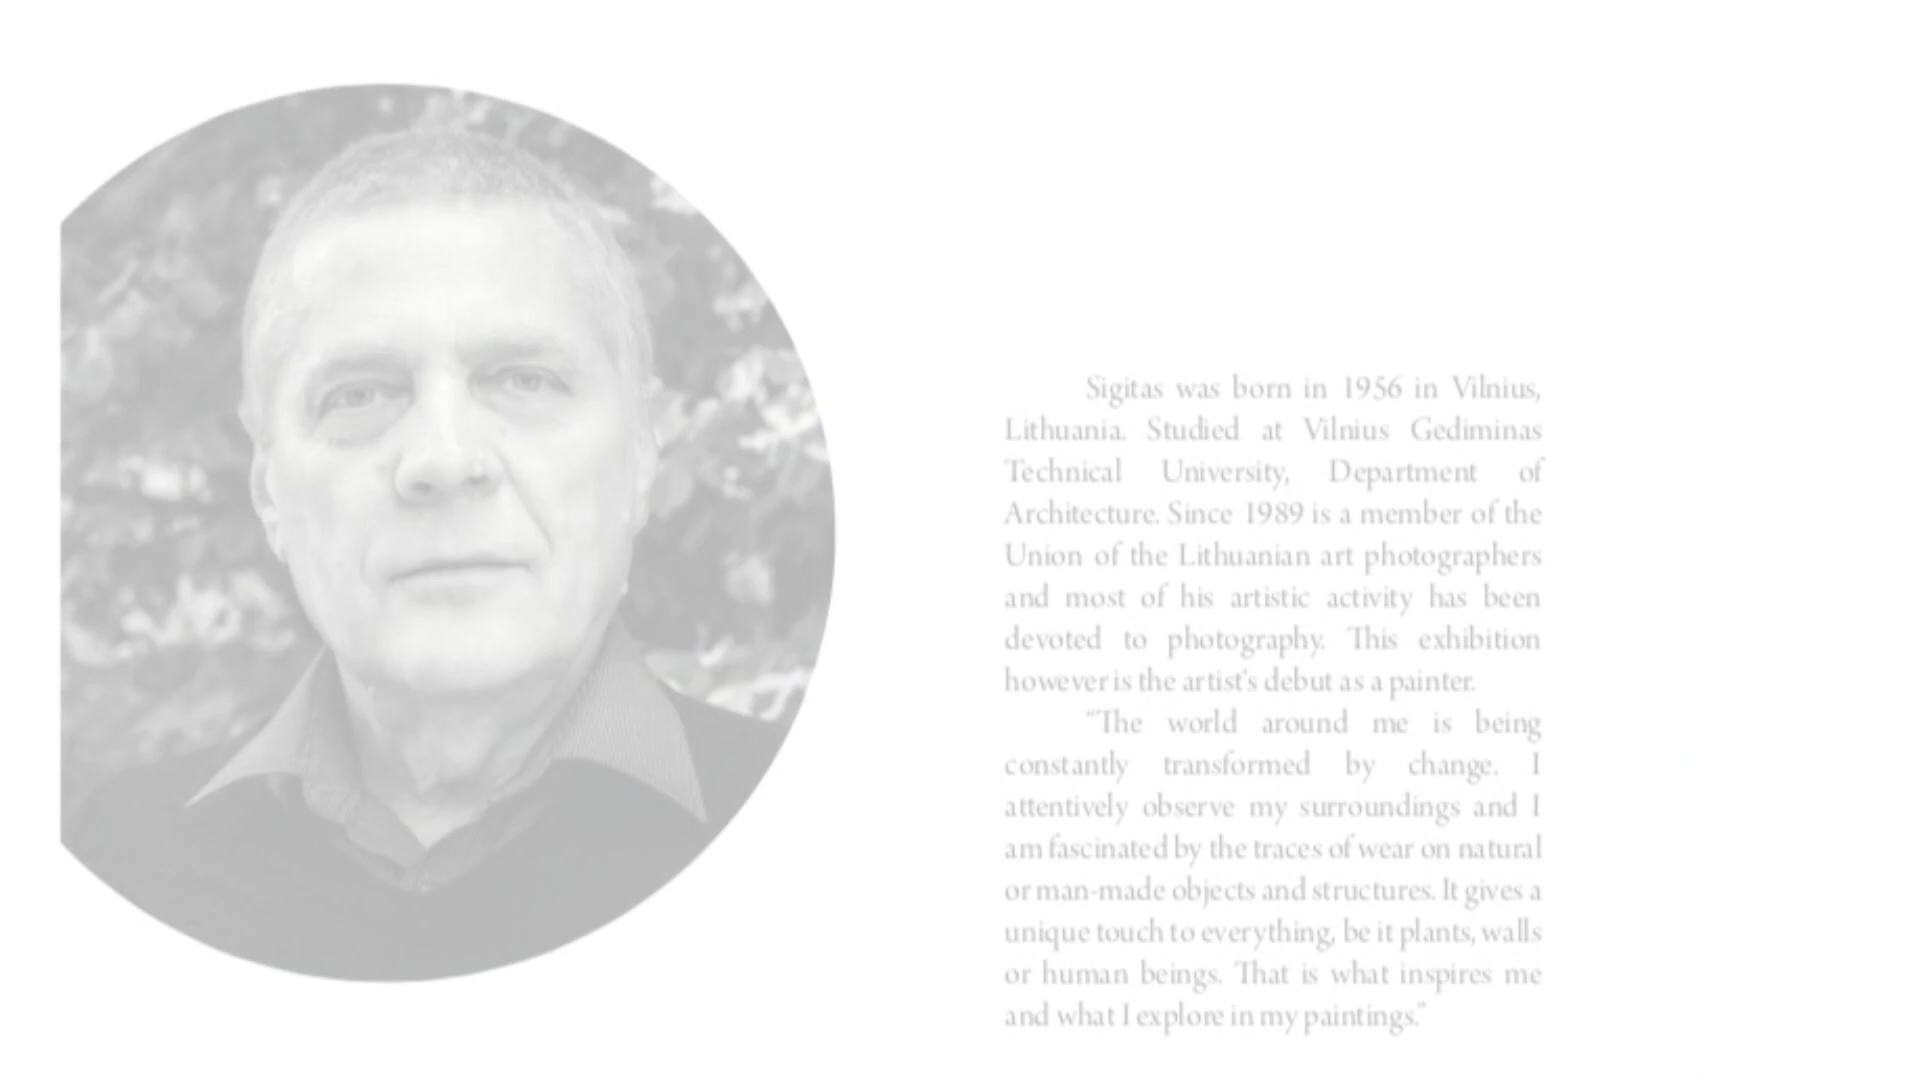 Sigitas was born in 1956 in Vilnius,
Lithuania. Studied at Vilnius Gediminas
Technical University, Department of
Architecture. Since 1989 is a member of the
Union of the Lithuanian art photographers
and most of his artistic activity has been
devoted to photography. This exhibition
however is the artist's debut as a painter.
“The world around me is being
constantly transformed by change. I
attentively observe my surroundings and I
am fascinated by the traces of wear on natural
or man-made objects and structures. It gives a
unique touch to everything, be it plants, walls
or human beings. That is what inspires me
and what I explore in my paintings.”